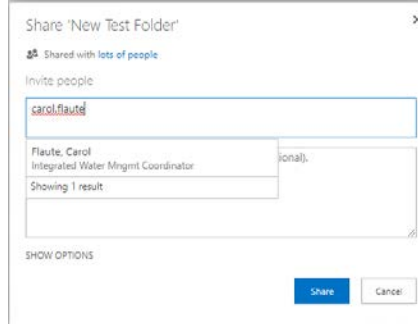 Share 'New Test Folder'
Shared with lots of people
Invite people
carol.flaute
Flaute, Carol
Integrated Water Mngmt Coordinator
Showing 1 result
ional).
SHOW OPTIONS
Share Cancel